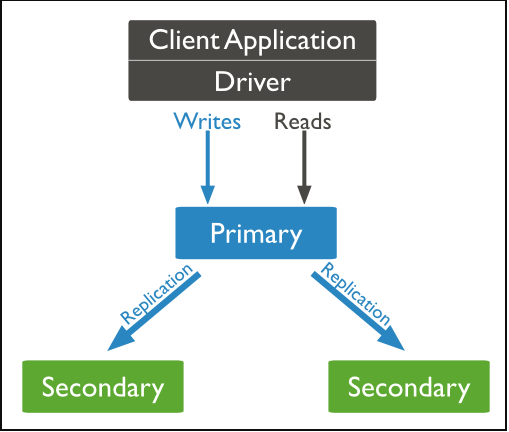 Client Application
Driver
Writes
Reads
Primary
Replication
Replication
Secondary
Secondary